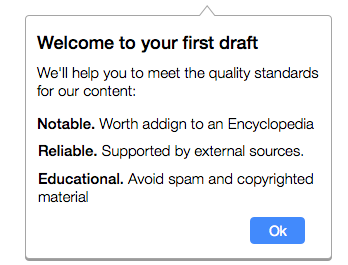 Welcome to your first draft
We'll help you to meet the quality standards
for our content:
Notable. Worth addign to an Encyclopedia
Reliable. Supported by external sources.
Educational. Avoid spam and copyrighted
material
Ok